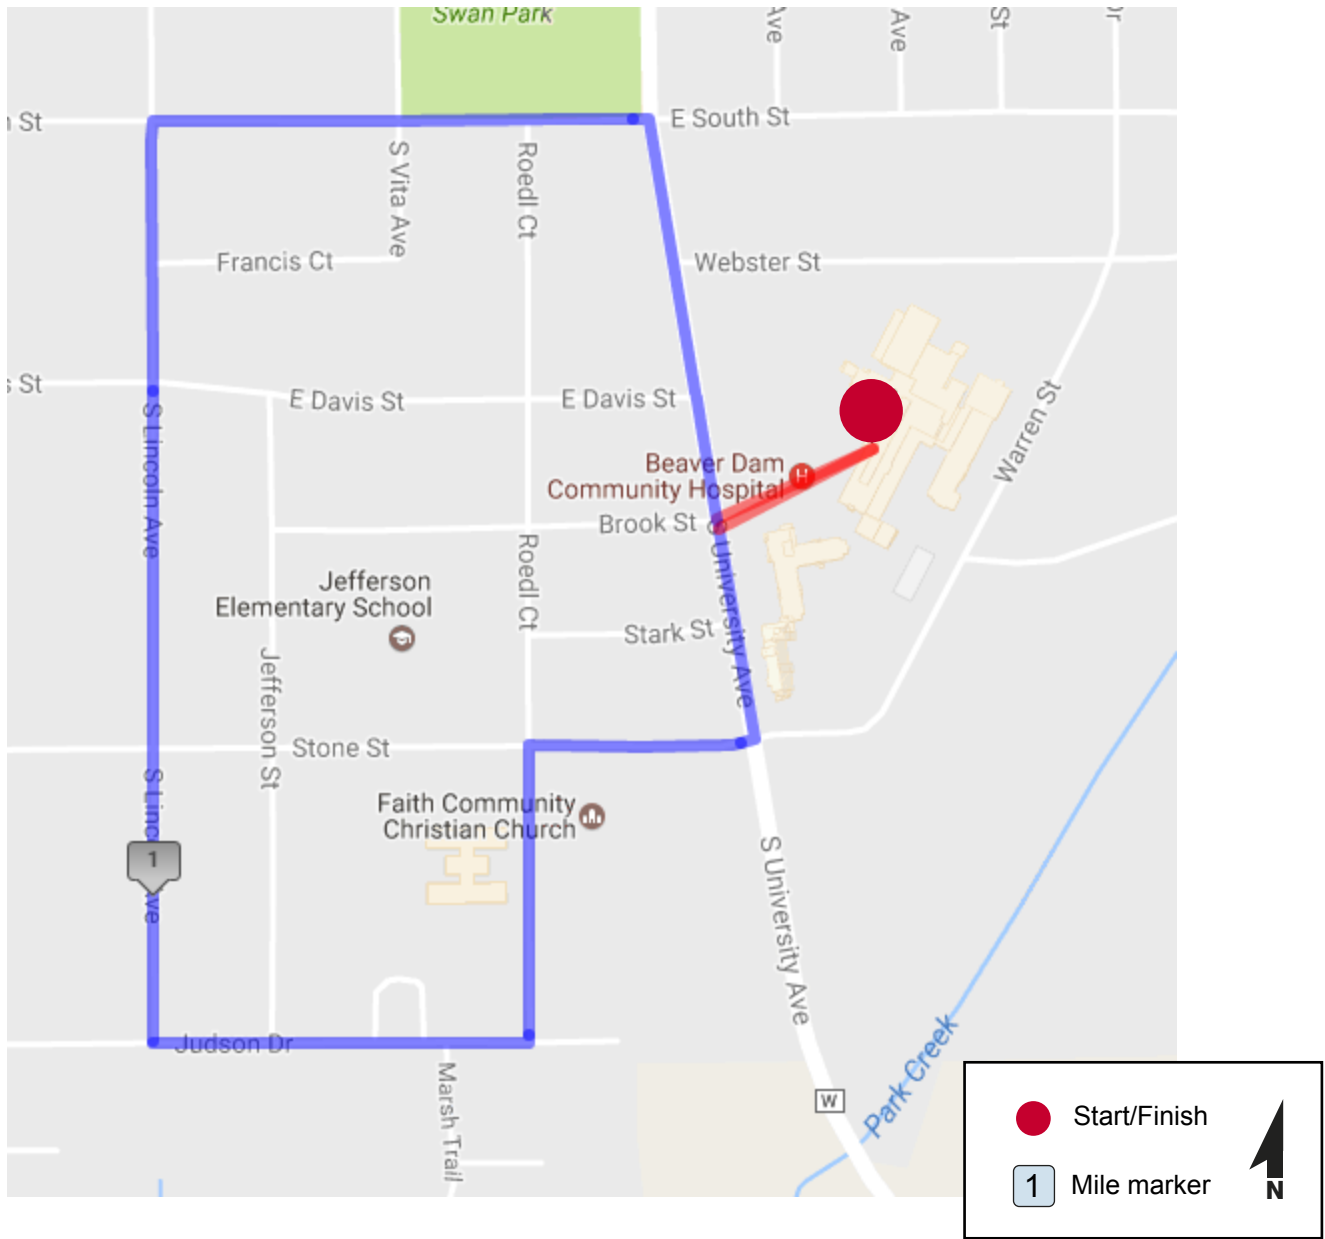 Swan Park
Ave
Ave
St
Dr
n St
E South St
S Vita Ave
Roedl Ct
Francis Ct
Webster St
s St
E Davis St
E Davis St
S Lincoln Ave
Warren St
Beaver Dam
Community Hospital
H
Brook St
Roedl Ct
University Ave
Jefferson
Elementary School
Stark St
Jefferson St
Stone St
S Linc
Ave
Faith Community
Christian Church
1
S University Ave
Judson Dr
Marsh Trail
W
Park Creek
Start/Finish
1 Mile marker
N